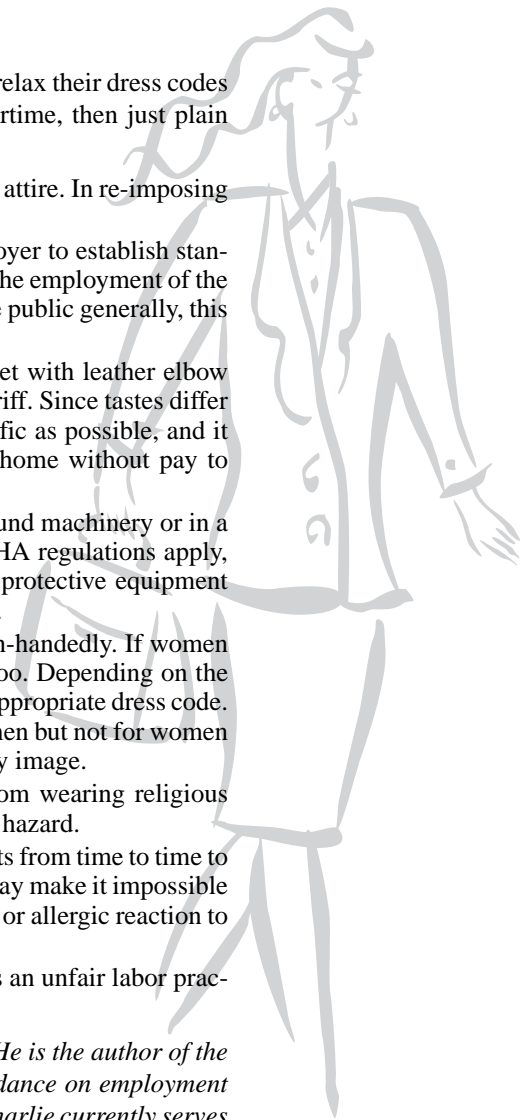 relax their dress codes
rtime, then just plain
attire. In re-imposing
oyer to establish stan-
he employment of the
public generally, this
et with leather elbow
riff. Since tastes differ
fic as possible, and it
home without pay to
und machinery or in a
HA regulations apply,
protective equipment
n-handedly. If women
oo. Depending on the
ppropriate dress code.
nen but not for women
y image.
om wearing religious
hazard.
ts from time to time to
ay make it impossible
or allergic reaction to
s an unfair labor prac-
He is the author of the
dance on employment
harlie currently serves